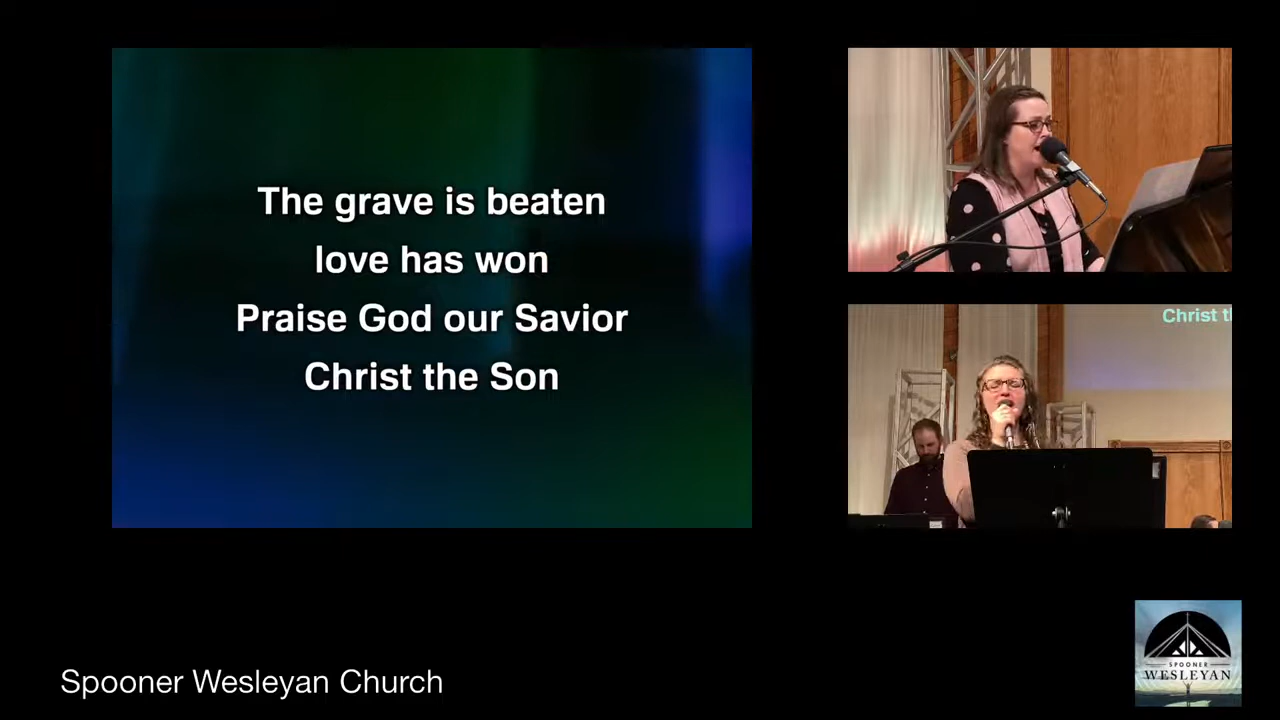 The grave is beaten
love has won
Praise God our Savior
Christ the Son
Christ t
Spooner Wesleyan Church
SPOONER
WESLEYAN